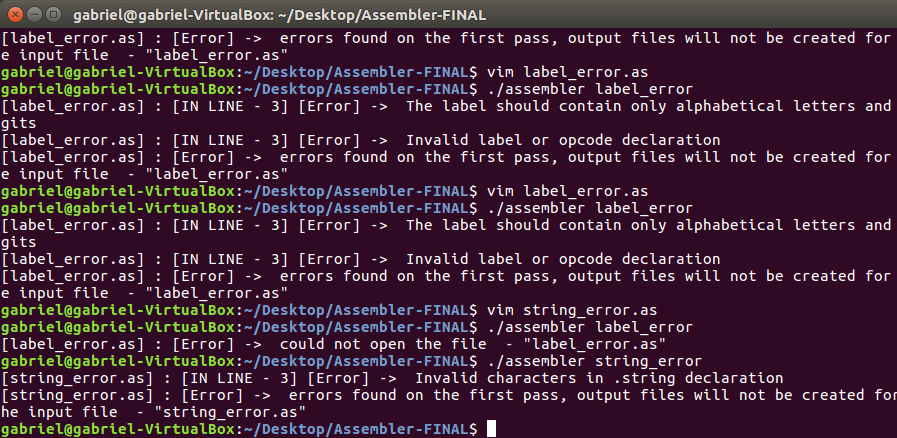 gabriel@gabriel-VirtualBox: ~/Desktop/Assembler-FINAL
[label_error.as] : [Error] ->  errors found on the first pass, output files will not be created for
e input file  - "label_error.as"
gabriel@gabriel-VirtualBox:~/Desktop/Assembler-FINAL$ vim label_error.as
gabriel@gabriel-VirtualBox:~/Desktop/Assembler-FINAL$ ./assembler label_error
[label_error.as] : [IN LINE - 3] [Error] ->  The label should contain only alphabetical letters and
gits
[label_error.as] : [IN LINE - 3] [Error] ->  Invalid label or opcode declaration
[label_error.as] : [Error] ->  errors found on the first pass, output files will not be created for
e input file  - "label_error.as"
gabriel@gabriel-VirtualBox:~/Desktop/Assembler-FINAL$ vim label_error.as
gabriel@gabriel-VirtualBox:~/Desktop/Assembler-FINAL$ ./assembler label_error
[label_error.as] : [IN LINE - 3] [Error] ->  The label should contain only alphabetical letters and
gits
[label_error.as] : [IN LINE - 3] [Error] ->  Invalid label or opcode declaration
[label_error.as] : [Error] ->  errors found on the first pass, output files will not be created for
e input file  - "label_error.as"
gabriel@gabriel-VirtualBox:~/Desktop/Assembler-FINAL$ vim string_error.as
gabriel@gabriel-VirtualBox:~/Desktop/Assembler-FINAL$ ./assembler label_error
[label_error.as] : [Error] ->  could not open the file  - "label_error.as"
gabriel@gabriel-VirtualBox:~/Desktop/Assembler-FINAL$ ./assembler string_error
[string_error.as] : [IN LINE - 3] [Error] ->  Invalid characters in .string declaration
[string_error.as] : [Error] ->  errors found on the first pass, output files will not be created fo
he input file  - "string_error.as"
gabriel@gabriel-VirtualBox:~/Desktop/Assembler-FINAL$